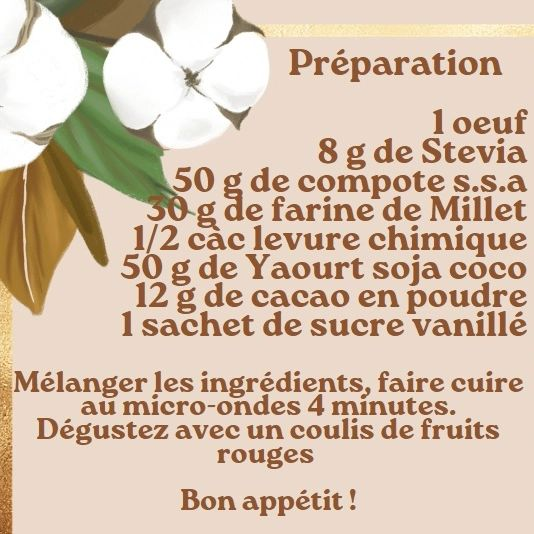 Préparation
1 oeuf
8 g de Stevia
50 g de compote s.s.a
30 g de farine de Millet
1/2 càc levure chimique
50 g de Yaourt soja coco
12 g de cacao en poudre
1 sachet de sucre vanillé
Mélanger les ingrédients, faire cuire
au micro-ondes 4 minutes.
Dégustez avec un coulis de fruits
rouges
Bon appétit !